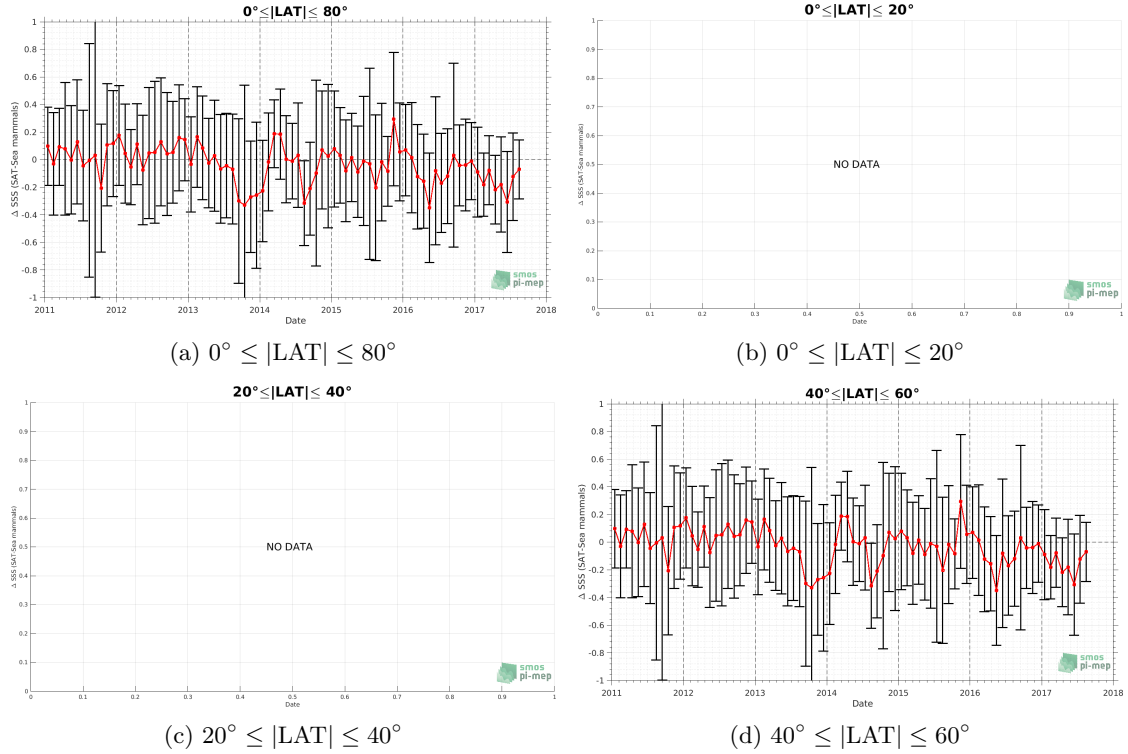 0°≤|LAT|≤ 80°
1
0.8
0.6
0.4
0.2
0
-0.2
-0.4
-0.6
-0.8
-1
Δ SSS (SAT-Sea mammals)
2011 2012 2013 2014 2015 2016 2017 2018
Date
smos
pi-mep
(a) 0° ≤ |LAT| ≤ 80°
0°≤|LAT|≤ 20°
1
0.9
0.8
0.7
0.6
0.5
0.4
0.3
0.2
0.1
0
Δ SSS (SAT-Sea mammals)
NO DATA
0 0.1 0.2 0.3 0.4 0.5 0.6 0.7 0.8 0.9 1
Date
smos
pi-mep
(b) 0° ≤ |LAT| ≤ 20°
20°≤|LAT|≤ 40°
1
0.9
0.8
0.7
0.6
0.5
0.4
0.3
0.2
0.1
0
Δ SSS (SAT-Sea mammals)
NO DATA
0 0.1 0.2 0.3 0.4 0.5 0.6 0.7 0.8 0.9 1
Date
smos
pi-mep
(c) 20° ≤ |LAT| ≤ 40°
40°≤|LAT|≤ 60°
1
0.8
0.6
0.4
0.2
0
-0.2
-0.4
-0.6
-0.8
-1
Δ SSS (SAT-Sea mammals)
2011 2012 2013 2014 2015 2016 2017 2018
Date
smos
pi-mep
(d) 40° ≤ |LAT| ≤ 60°